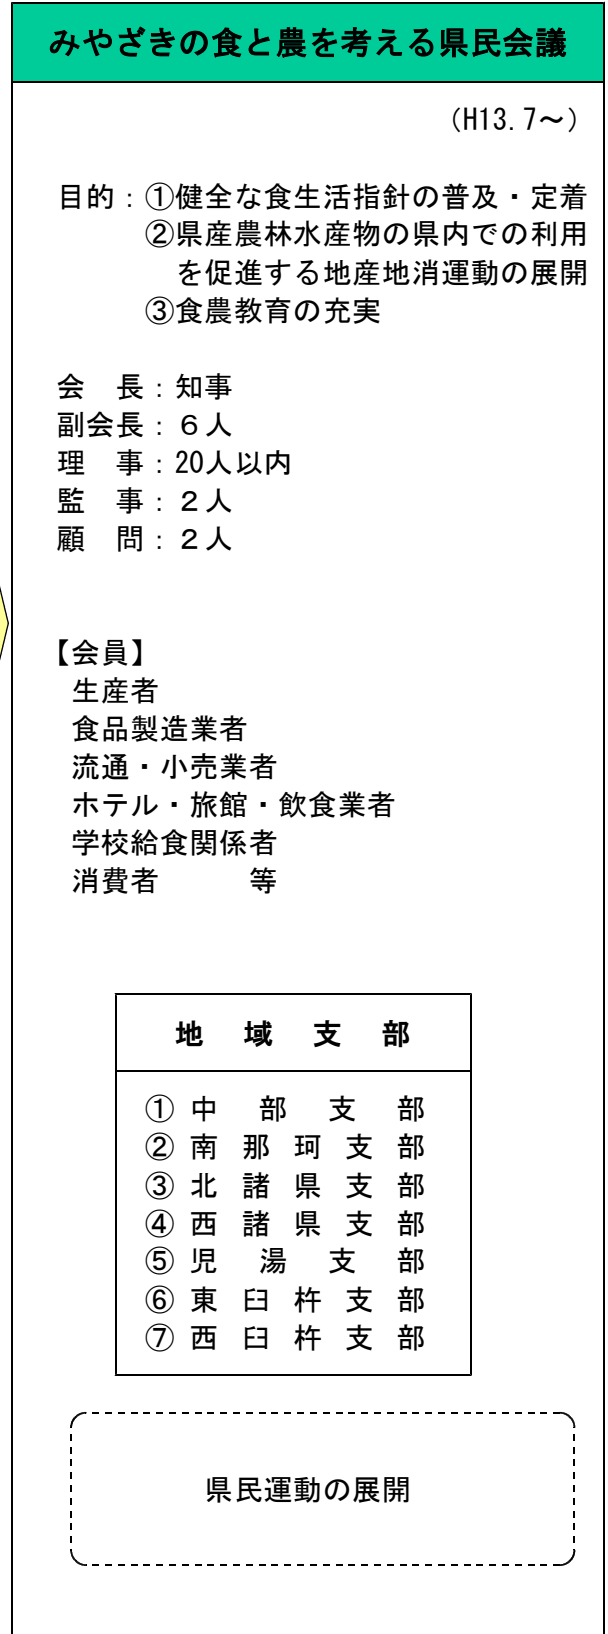 みやざきの食と農を考える県民会議
（H13.7～）
目的：①健全な食生活指針の普及・定着
②県産農林水産物の県内での利用
を促進する地産地消運動の展開
③食農教育の充実
会　長：知事
副会長：６人
理　事：20人以内
監　事：２人
顧　問：２人
【会員】
生産者
食品製造業者
流通・小売業者
ホテル・旅館・飲食業者
学校給食関係者
消費者　　　等
地　域　支　部
①中　部　支　部
②南那珂支部
③北諸県支部
④西諸県支部
⑤児　湯　支　部
⑥東臼杵支部
⑦西臼杵支部
県民運動の展開